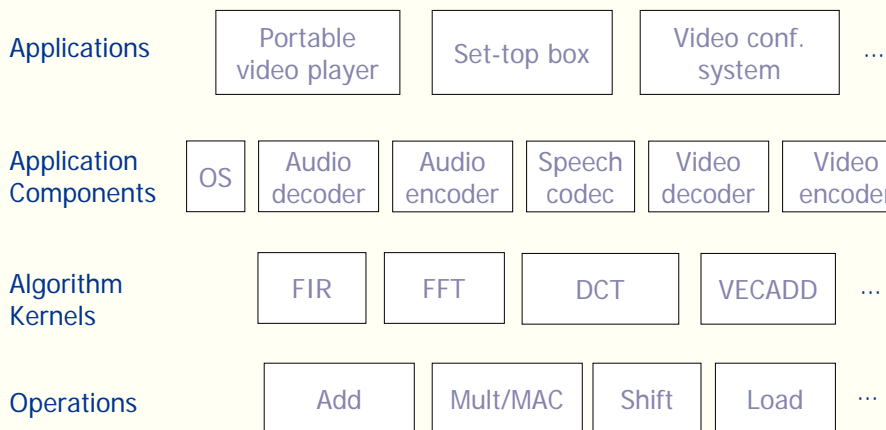 Applications
Portable
video player
Set-top box
Video conf.
system
...
Application
Components
OS
Audio
decoder
Audio
encoder
Speech
codec
Video
decoder
Video
encoder
Algorithm
Kernels
FIR
FFT
DCT
VECADD
...
Operations
Add
Mult/MAC
Shift
Load
...